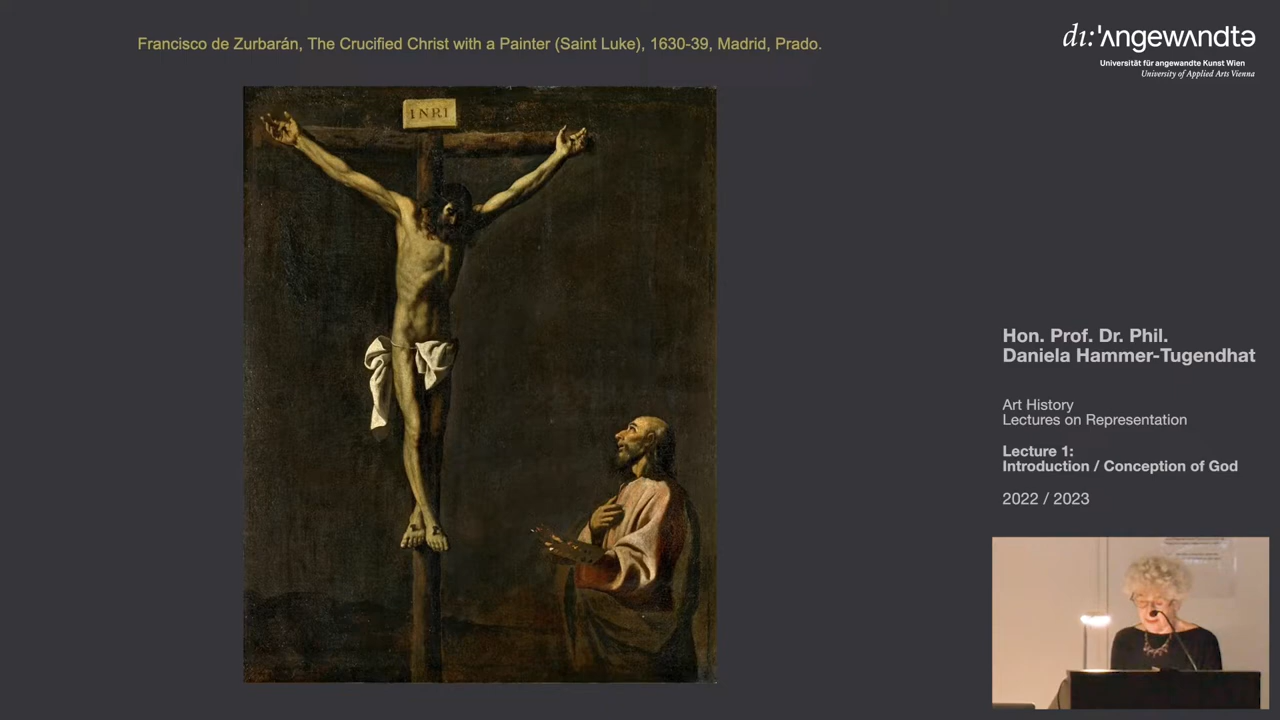 Francisco de Zurbarán, The Crucified Christ with a Painter (Saint Luke), 1630-39, Madrid, Prado.
dı:'ʌngewʌndtə
Universität für angewandte Kunst Wien
University of Applied Arts Vienna
INRI
Hon. Prof. Dr. Phil.
Daniela Hammer-Tugendhat
Art History
Lectures on Representation
Lecture 1:
Introduction / Conception of God
2022 / 2023